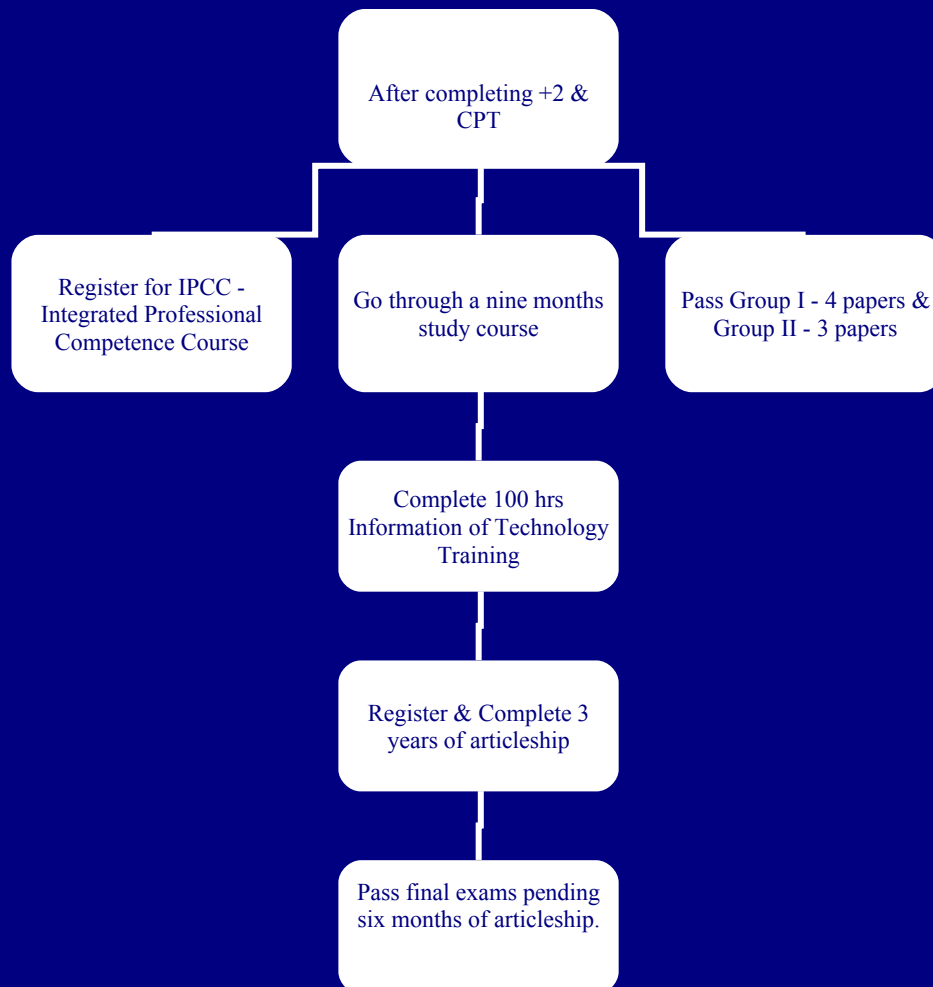 After completing +2 &
CPT
Register for IPCC -
Integrated Professional
Competence Course
Go through a nine months
study course
Pass Group I - 4 papers &
Group II - 3 papers
Complete 100 hrs
Information of Technology
Training
Register & Complete 3
years of articleship
Pass final exams pending
six months of articleship.